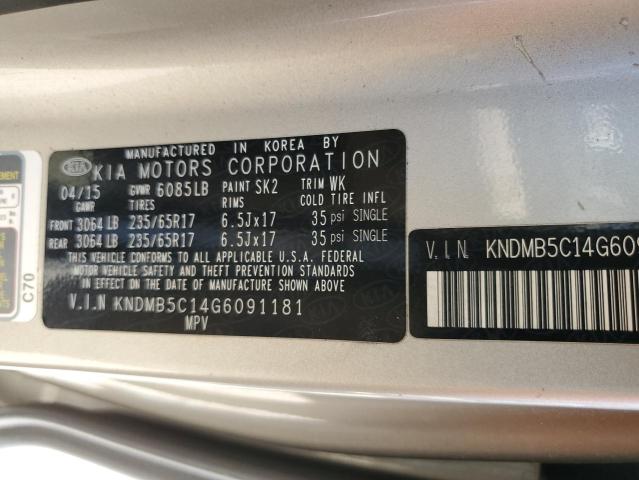 MANUFACTURED IN KOREA BY
KIA KIA MOTORS CORPORATION
04/15 GVWR 6085LB PAINT SK2 TRIM WK
GAWR TIRES RIMS COLD TIRE INFL
FRONT 3064 LB 235/65R17 6.5Jx17 35 psi SINGLE
REAR 3064 LB 235/65R17 6.5Jx17 35 psi SINGLE
THIS VEHICLE CONFORMS TO ALL APPLICABLE U.S.A. FEDERAL
MOTOR VEHICLE SAFETY AND THEFT PREVENTION STANDARDS
IN EFFECT ON THE DATE OF MANUFACTURE SHOWN ABOVE
V.I.N KNDMB5C14G6091181
MPV
V.I.N. KNDMB5C14G609
C70